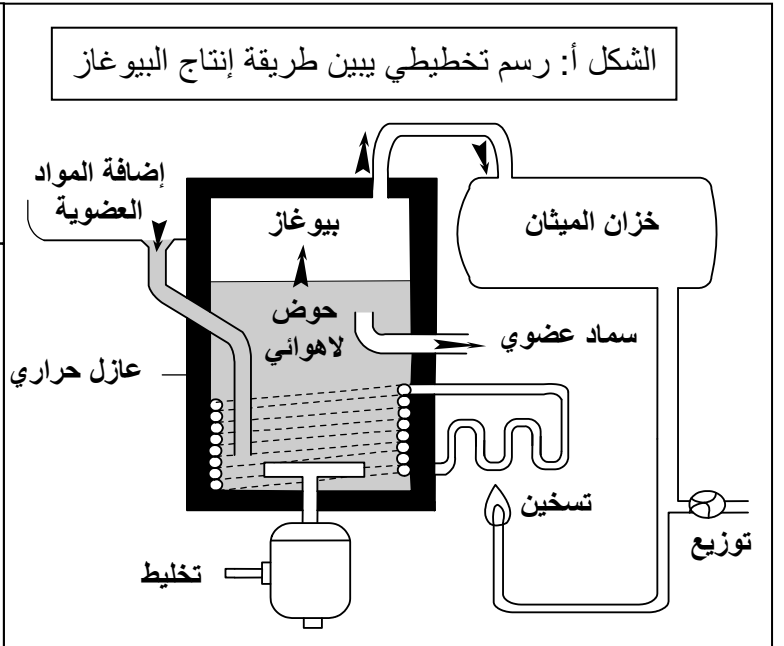 الشكل أ: رسم تخطيطي يبين طريقة إنتاج البيوغاز
إضافة المواد
العضوية
بيوغاز
خزان الميثان
حوض
لاهوائي
سماد عضوي
عازل حراري
تسخين
توزيع
تخليط